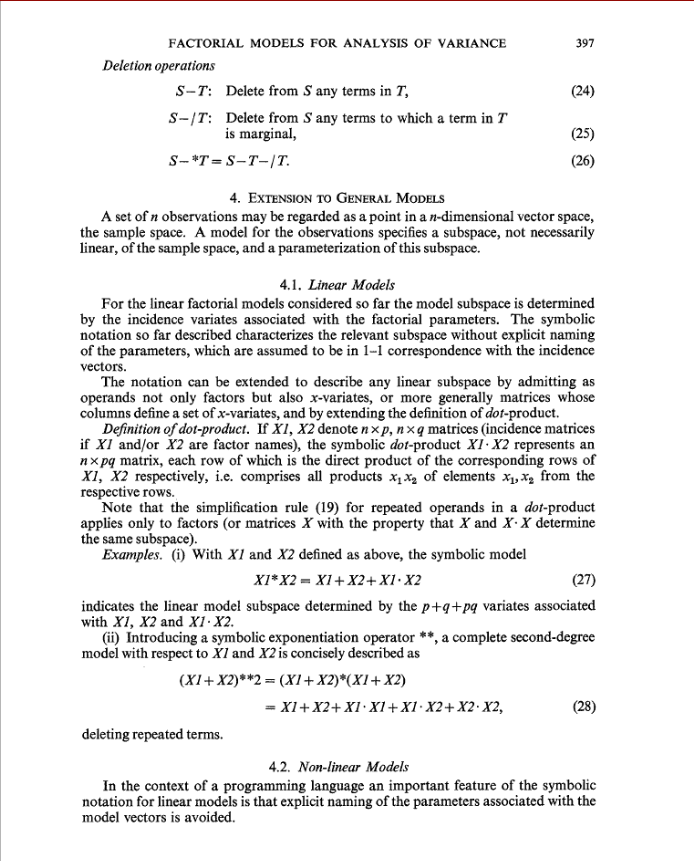 FACTORIAL MODELS FOR ANALYSIS OF VARIANCE 397
Deletion operations
S−T: Delete from S any terms in T, (24)
S−/T: Delete from S any terms to which a term in T
is marginal, (25)
S−*T = S−T−/T. (26)
4. EXTENSION TO GENERAL MODELS
A set of n observations may be regarded as a point in a n-dimensional vector space,
the sample space. A model for the observations specifies a subspace, not necessarily
linear, of the sample space, and a parameterization of this subspace.
4.1. Linear Models
For the linear factorial models considered so far the model subspace is determined
by the incidence variates associated with the factorial parameters. The symbolic
notation so far described characterizes the relevant subspace without explicit naming
of the parameters, which are assumed to be in 1–1 correspondence with the incidence
vectors.
The notation can be extended to describe any linear subspace by admitting as
operands not only factors but also x-variates, or more generally matrices whose
columns define a set of x-variates, and by extending the definition of dot-product.
Definition of dot-product. If X1, X2 denote n×p, n×q matrices (incidence matrices
if X1 and/or X2 are factor names), the symbolic dot-product X1·X2 represents an
n×pq matrix, each row of which is the direct product of the corresponding rows of
X1, X2 respectively, i.e. comprises all products x₁x₂ of elements x₁, x₂ from the
respective rows.
Note that the simplification rule (19) for repeated operands in a dot-product
applies only to factors (or matrices X with the property that X and X·X determine
the same subspace).
Examples. (i) With X1 and X2 defined as above, the symbolic model
X1*X2 = X1+X2+X1·X2 (27)
indicates the linear model subspace determined by the p+q+pq variates associated
with X1, X2 and X1·X2.
(ii) Introducing a symbolic exponentiation operator **, a complete second-degree
model with respect to X1 and X2 is concisely described as
(X1+X2)**2 = (X1+X2)*(X1+X2)
= X1+X2+X1·X1+X1·X2+X2·X2, (28)
deleting repeated terms.
4.2. Non-linear Models
In the context of a programming language an important feature of the symbolic
notation for linear models is that explicit naming of the parameters associated with the
model vectors is avoided.